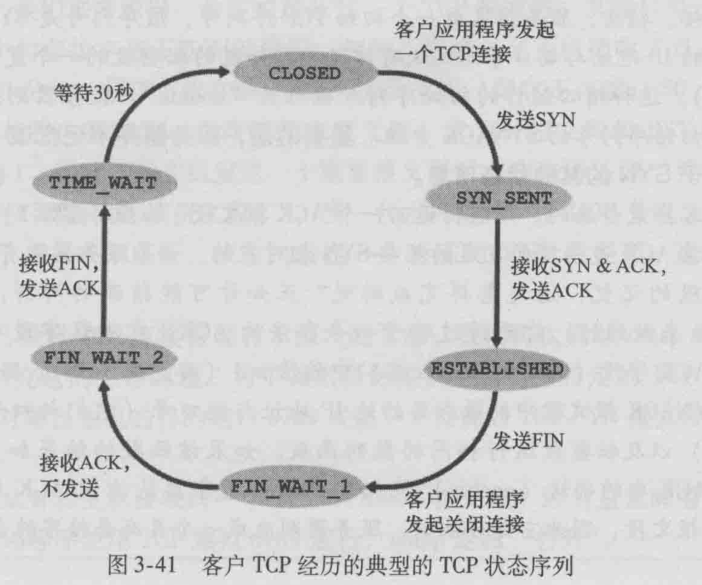 客户应用程序发起
一个TCP连接
CLOSED
等待30秒
发送SYN
TIME_WAIT
SYN_SENT
接收FIN,
发送ACK
接收SYN & ACK,
发送ACK
FIN_WAIT_2
ESTABLISHED
发送FIN
接收ACK,
不发送
FIN_WAIT_1
客户应用程序
发起关闭连接
图 3-41 客户 TCP 经历的典型的 TCP 状态序列